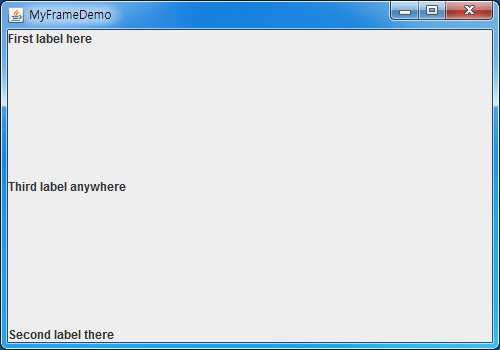 MyFrameDemo
First label here
Third label anywhere
Second label there